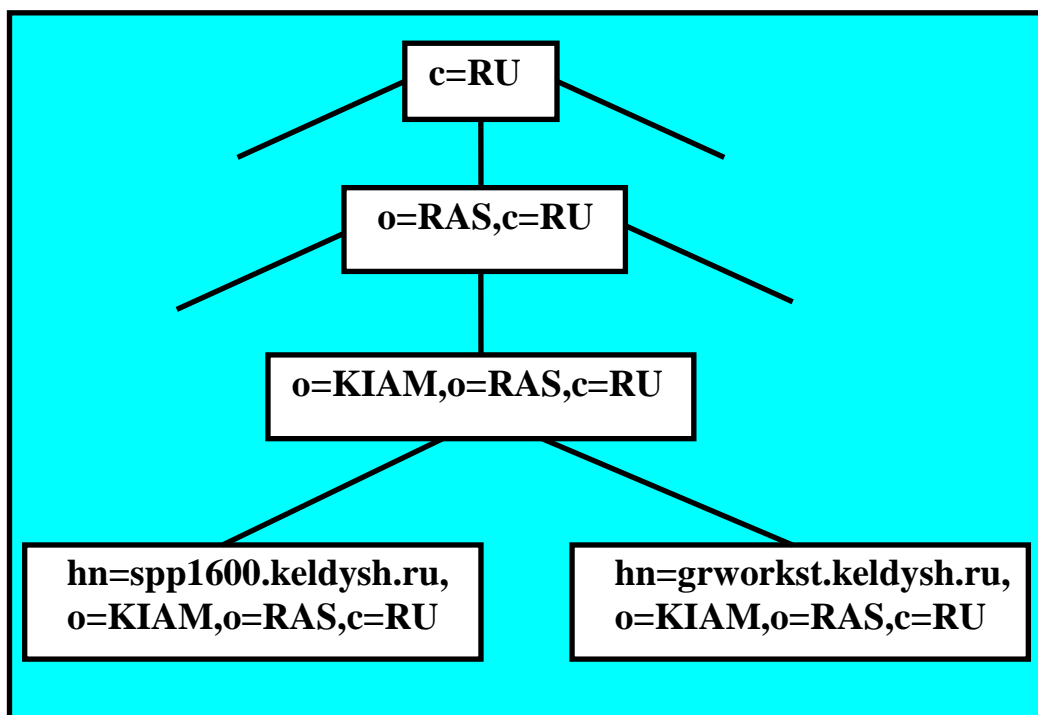 c=RU
o=RAS,c=RU
o=KIAM,o=RAS,c=RU
hn=spp1600.keldysh.ru,
o=KIAM,o=RAS,c=RU
hn=grworkst.keldysh.ru,
o=KIAM,o=RAS,c=RU